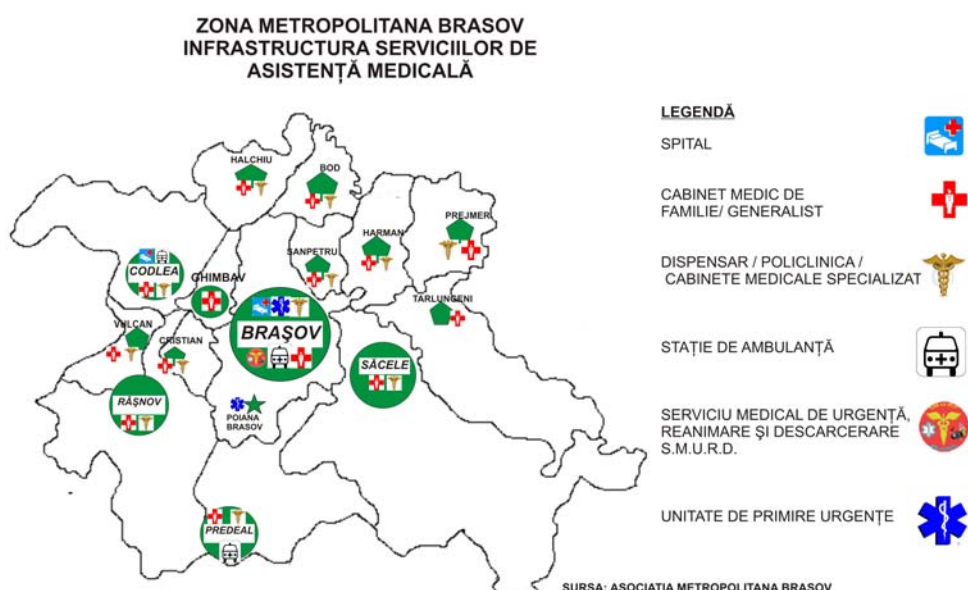 ZONA METROPOLITANA BRASOV
INFRASTRUCTURA SERVICIILOR DE
ASISTENȚĂ MEDICALĂ
LEGENDĂ
SPITAL
CABINET MEDIC DE
FAMILIE/ GENERALIST
DISPENSAR / POLICLINICA /
CABINETE MEDICALE SPECIALIZAT
STAȚIE DE AMBULANȚĂ
SERVICIU MEDICAL DE URGENȚĂ,
REANIMARE ȘI DESCARCERARE
S.M.U.R.D.
UNITATE DE PRIMIRE URGENȚE
HALCHIU
BOD
PREJMER
HARMAN
SANPETRU
CODLEA
GHIMBAV
TARLUNGENI
VULCAN
BRAȘOV
CRISTIAN
SĂCELE
RÂȘNOV
POIANA
BRASOV
PREDEAL
SURSA: ASOCIATIA METROPOLITANA BRASOV